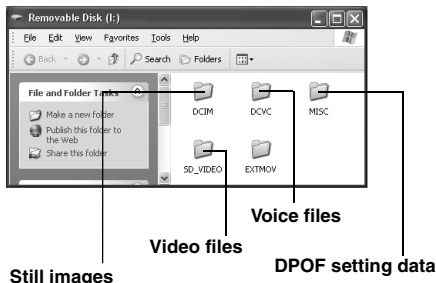 Removable Disk (I:)
File Edit View Favorites Tools Help
Back Search Folders
File and Folder Tasks
Make a new folder
Publish this folder to
the Web
Share this folder
DCIM DCVC MISC
SD_VIDEO EXTMOV
Voice files
Video files
DPOF setting data
Still images